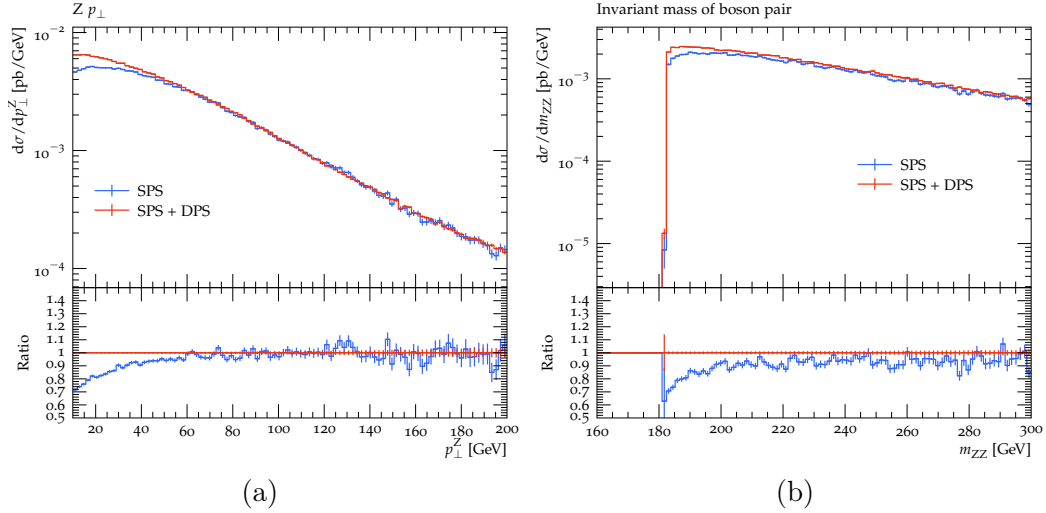 Z p⊥
10⁻²
10⁻³
10⁻⁴
dσ/dp⊥ᶻ [pb/GeV]
SPS
SPS + DPS
1.4
1.3
1.2
1.1
1
0.9
0.8
0.7
0.6
0.5
Ratio
20 40 60 80 100 120 140 160 180 200
p⊥ᶻ [GeV]
(a)
Invariant mass of boson pair
10⁻³
10⁻⁴
10⁻⁵
dσ/dm_ZZ [pb/GeV]
SPS
SPS + DPS
1.4
1.3
1.2
1.1
1
0.9
0.8
0.7
0.6
0.5
Ratio
160 180 200 220 240 260 280 300
m_ZZ [GeV]
(b)